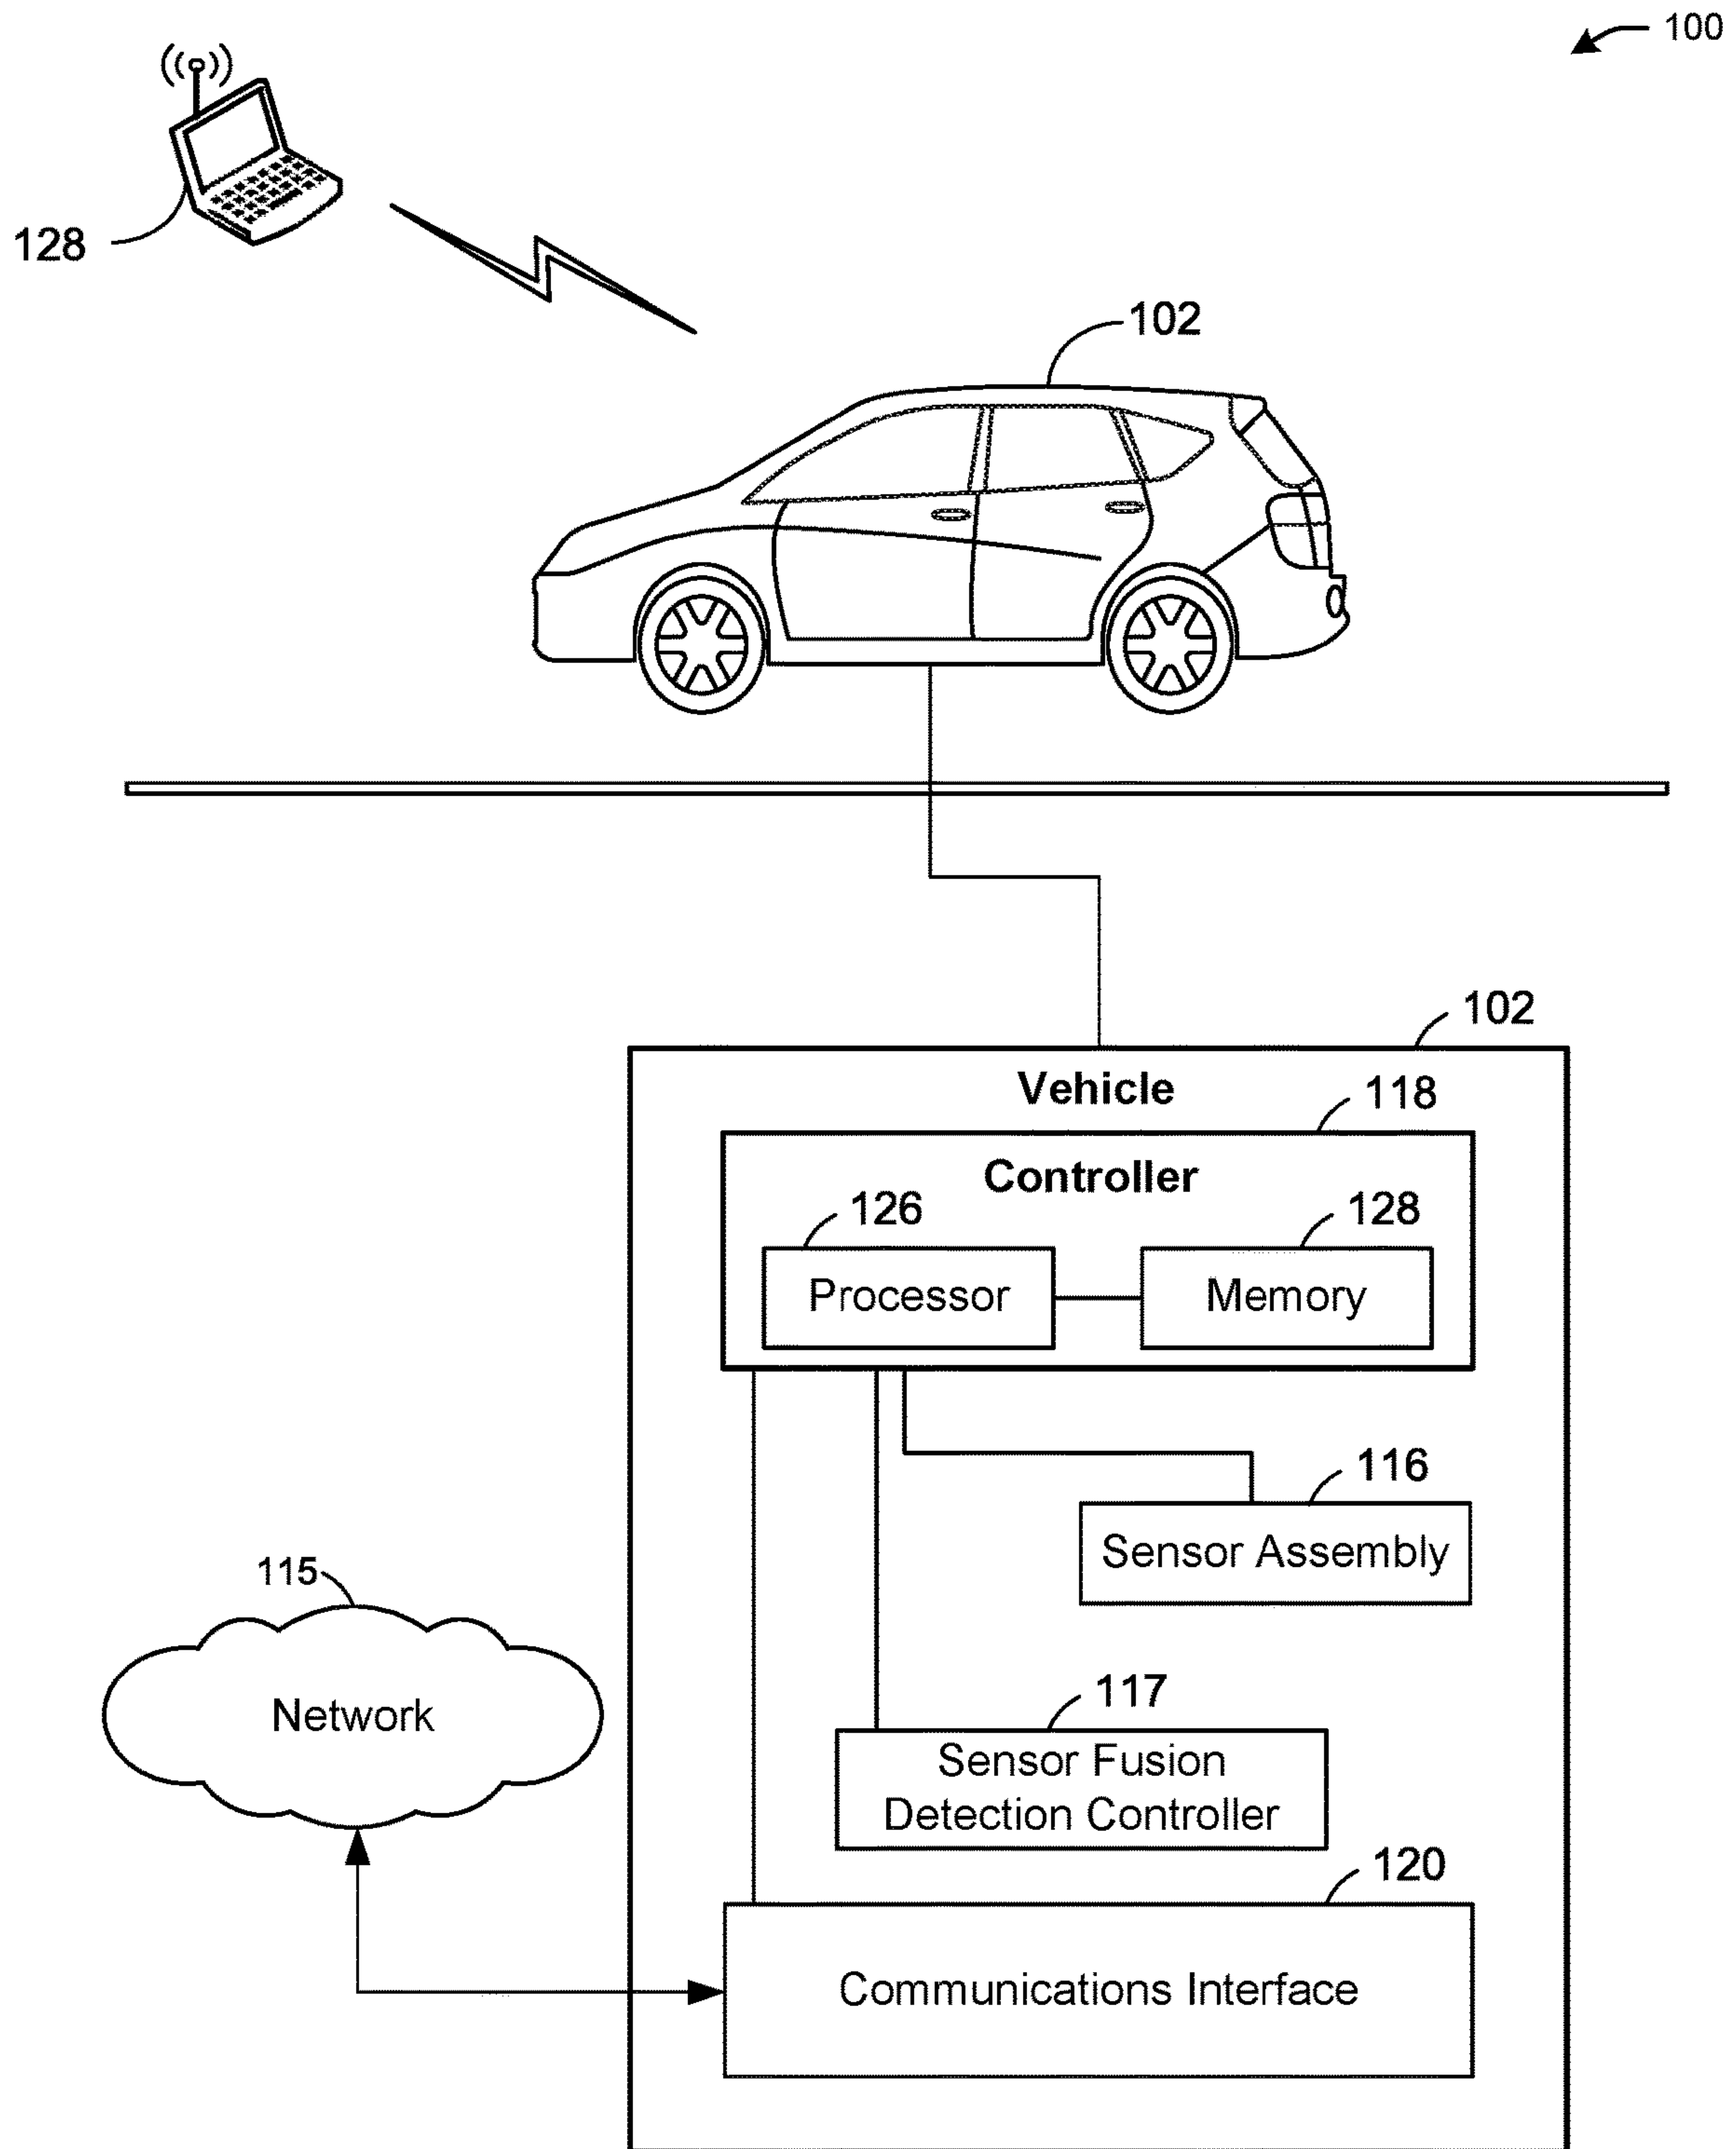 100
128
102
102
Vehicle
118
Controller
126
128
Processor
Memory
116
Sensor Assembly
115
Network
117
Sensor Fusion
Detection Controller
120
Communications Interface